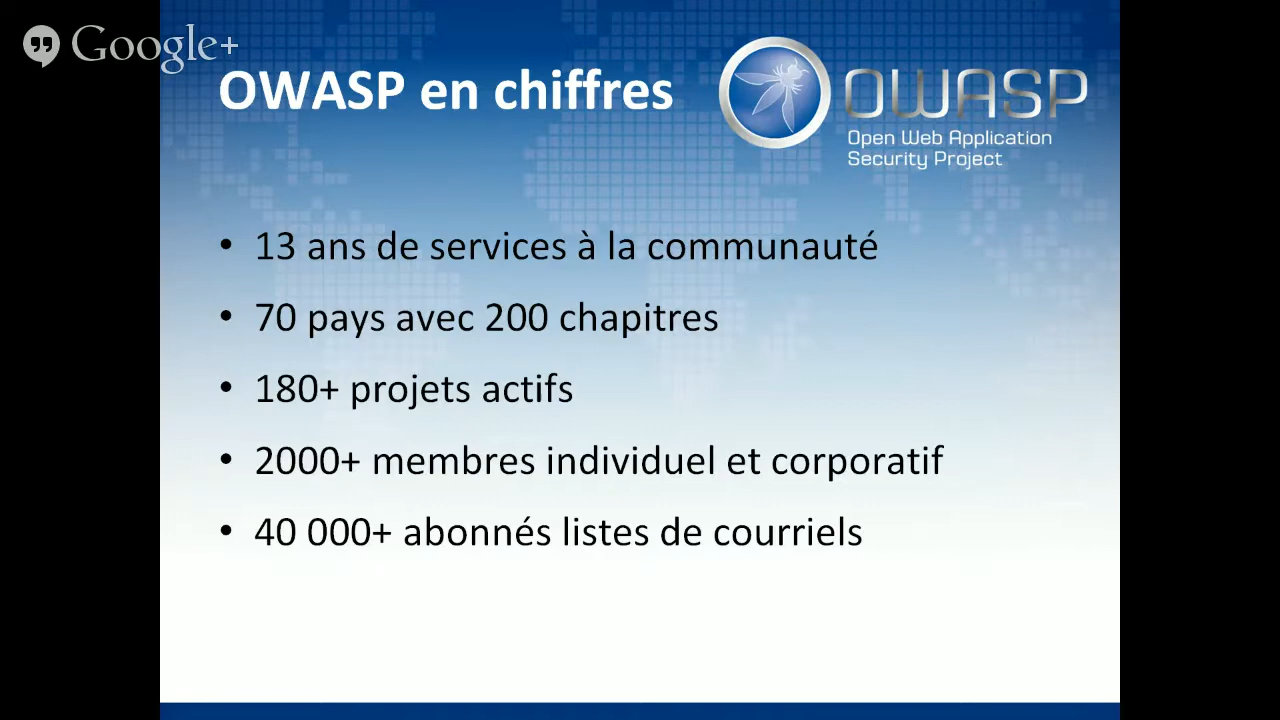 Google+
OWASP en chiffres
OWASP
Open Web Application
Security Project
• 13 ans de services à la communauté
• 70 pays avec 200 chapitres
• 180+ projets actifs
• 2000+ membres individuel et corporatif
• 40 000+ abonnés listes de courriels